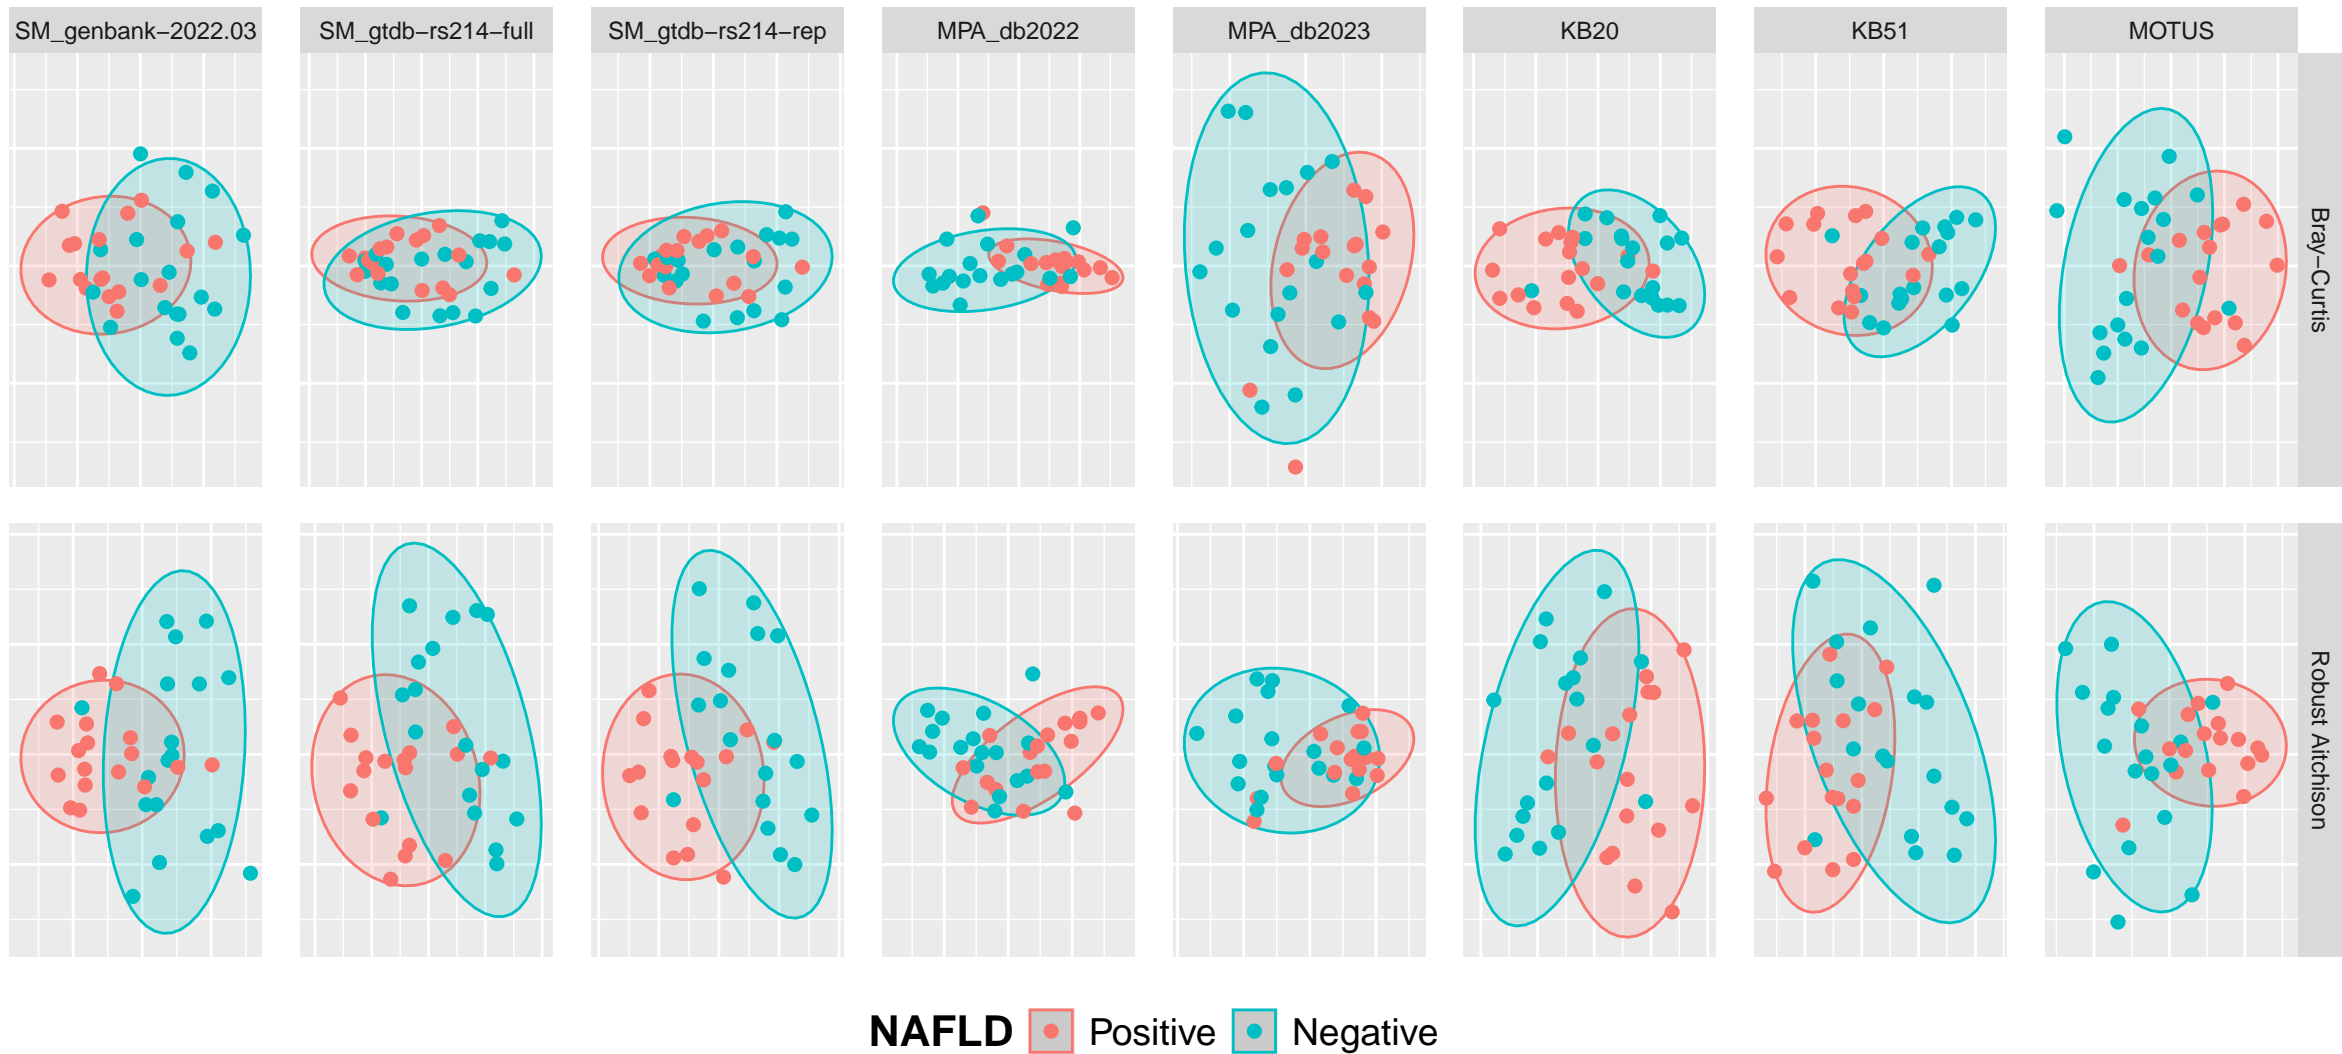 SM_genbank−2022.03 SM_gtdb−rs214−full SM_gtdb−rs214−rep MPA_db2022 MPA_db2023 KB20 KB51 MOTUS
Bray−Curtis
Robust Aitchison
NAFLD Positive Negative